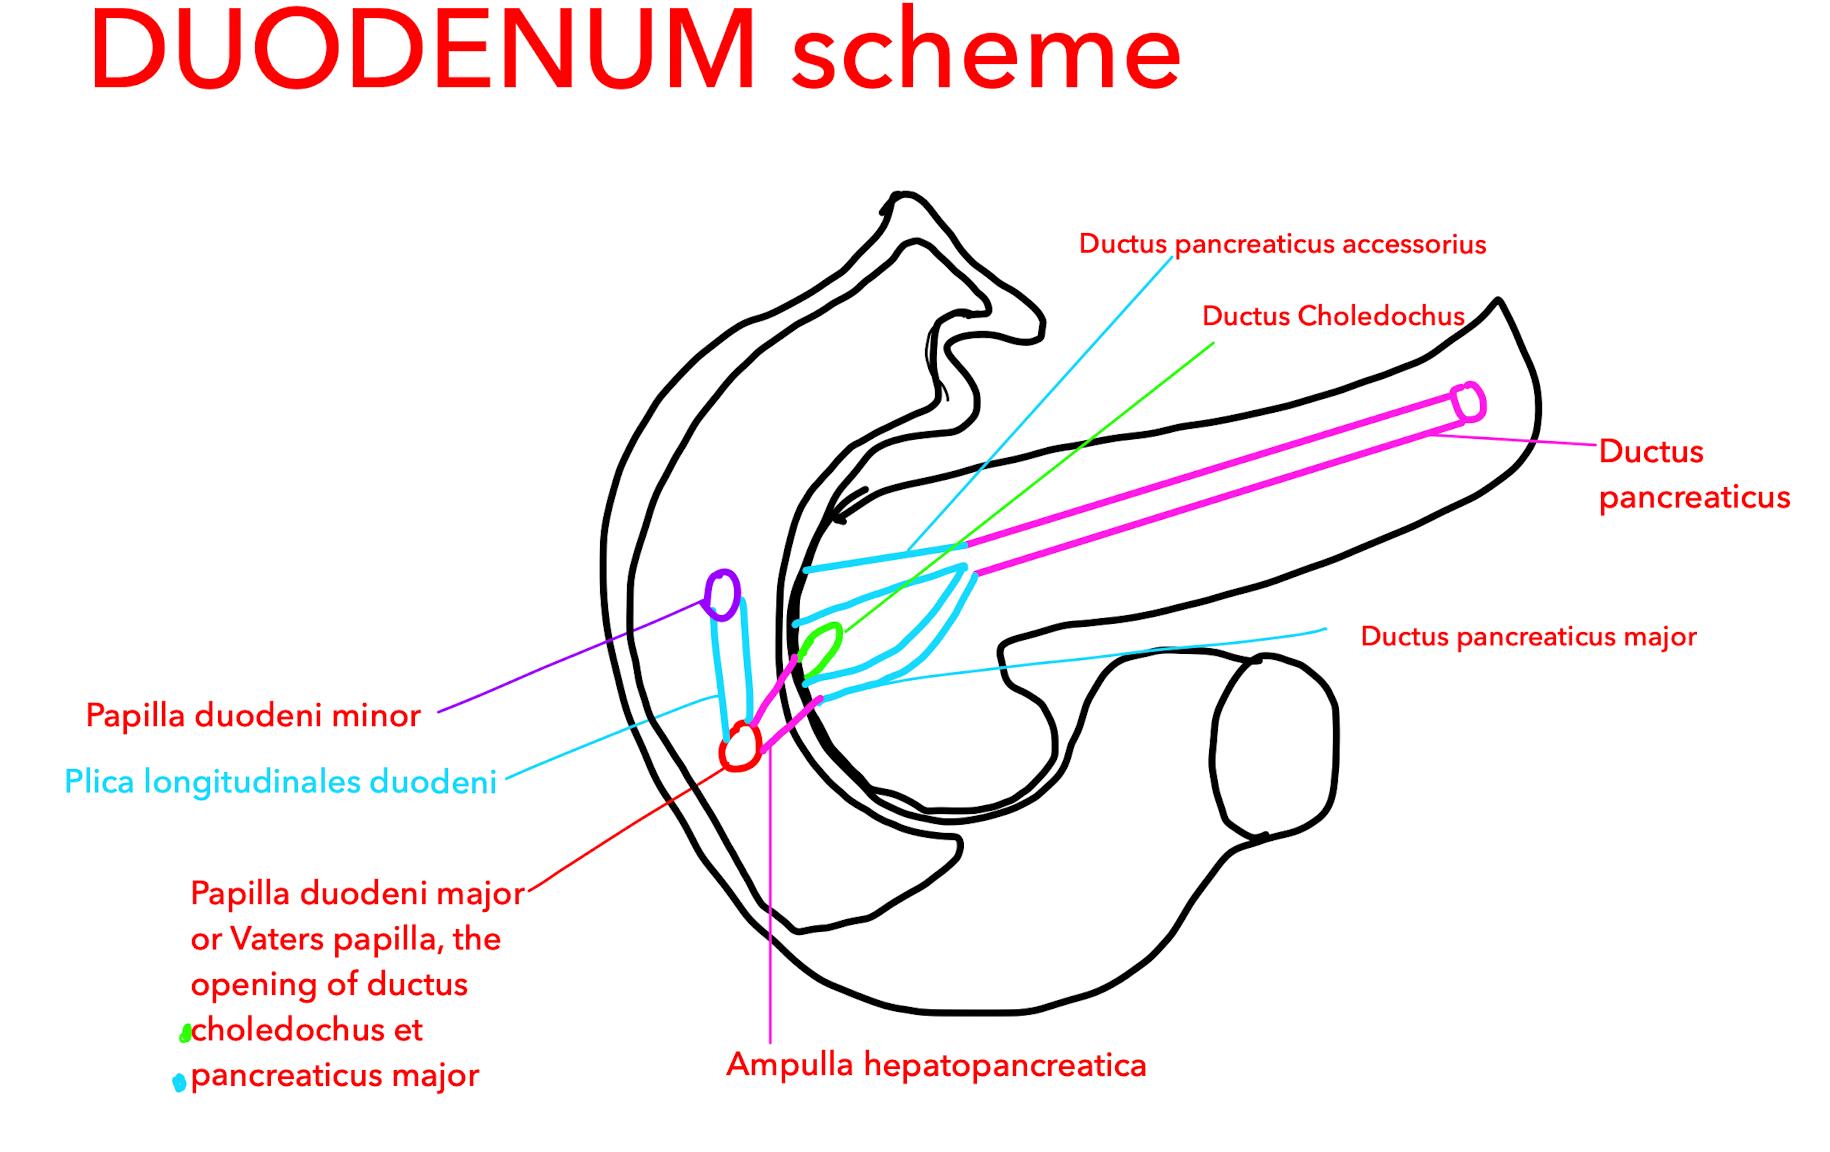 DUODENUM scheme
Ductus pancreaticus accessorius
Ductus Choledochus
Ductus
pancreaticus
Ductus pancreaticus major
Papilla duodeni minor
Plica longitudinales duodeni
Papilla duodeni major
or Vaters papilla, the
opening of ductus
choledochus et
pancreaticus major
Ampulla hepatopancreatica